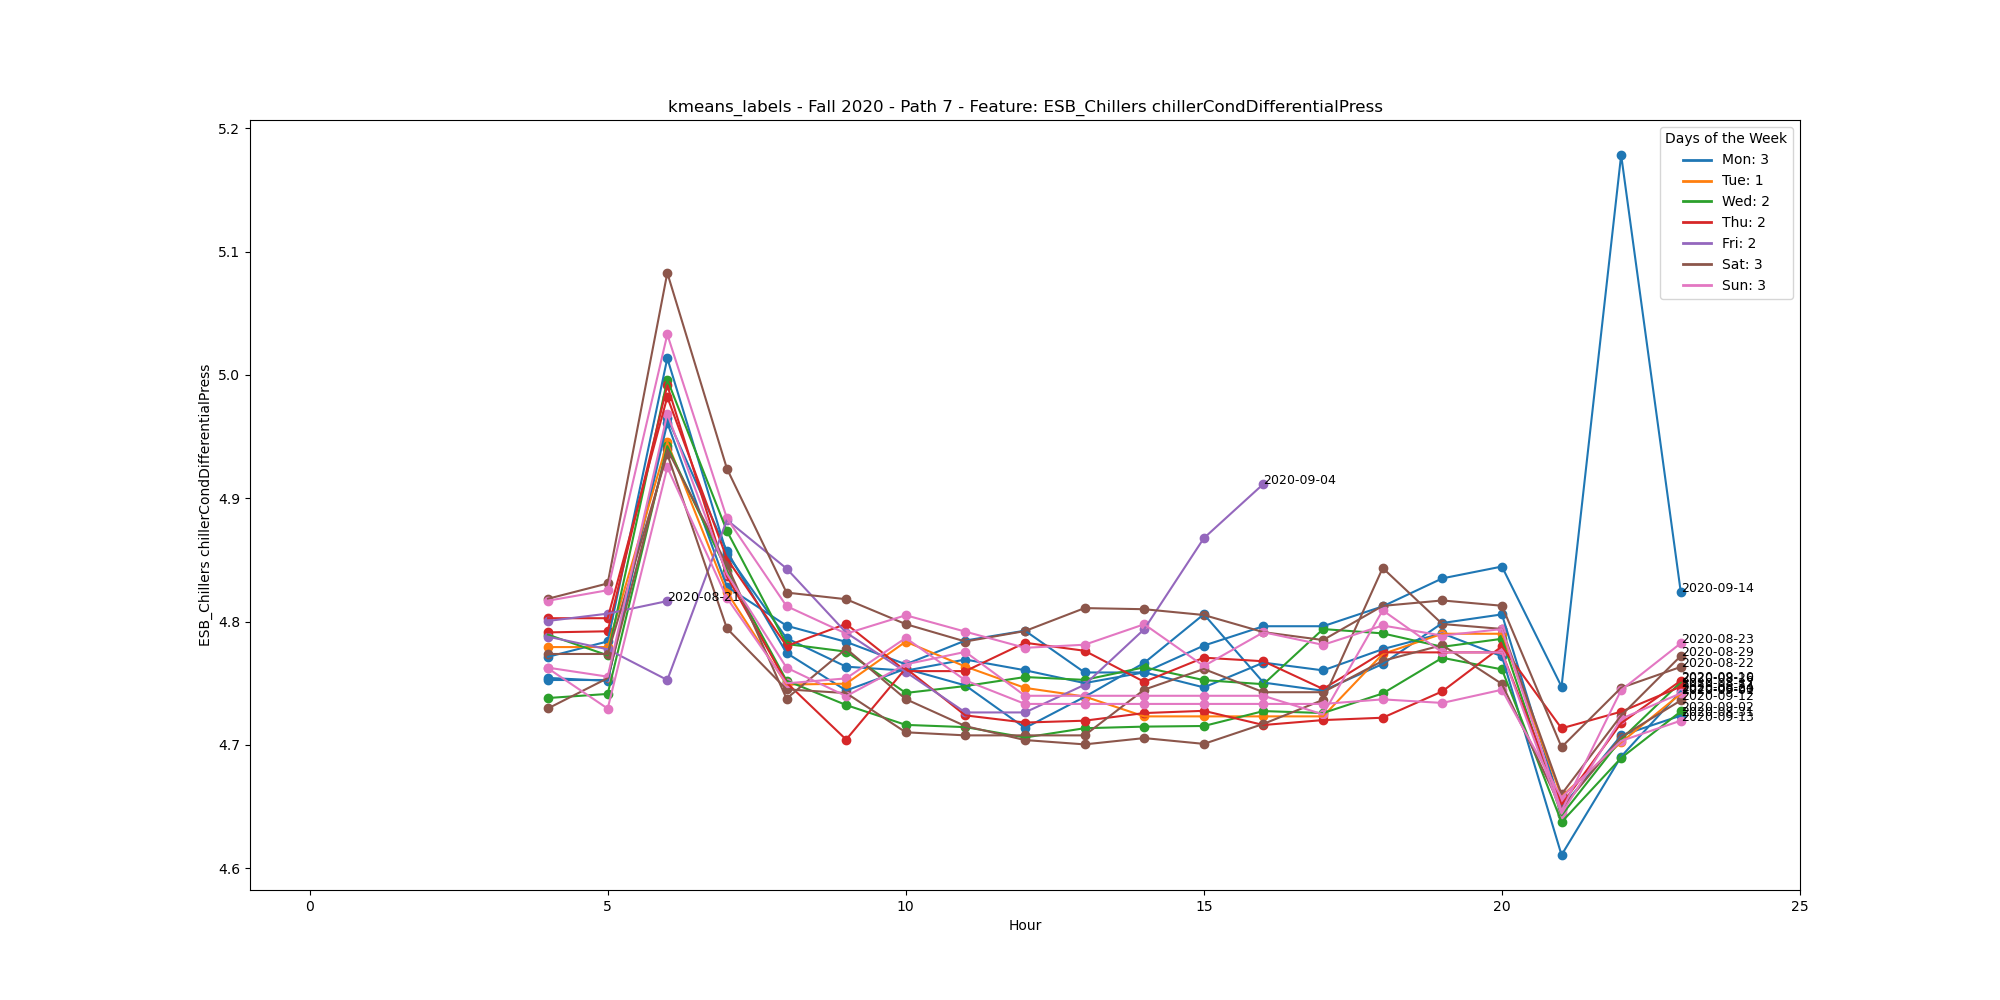 kmeans_labels - Fall 2020 - Path 7 - Feature: ESB_Chillers chillerCondDifferentialPress
ESB_Chillers chillerCondDifferentialPress
5.2
5.1
5.0
4.9
4.8
4.7
4.6
Days of the Week
Mon: 3
Tue: 1
Wed: 2
Thu: 2
Fri: 2
Sat: 3
Sun: 3
2020-09-04
2020-09-14
2020-08-21
2020-08-23
2020-08-29
2020-08-22
2020-09-12
2020-09-02
2020-09-13
0
5
10
15
20
25
Hour